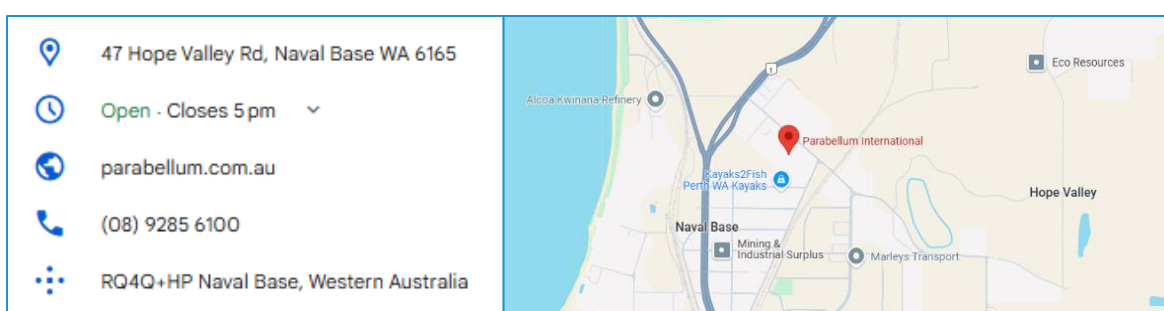 47 Hope Valley Rd, Naval Base WA 6165
Open · Closes 5 pm
parabellum.com.au
(08) 9285 6100
RQ4Q+HP Naval Base, Western Australia
1
Eco Resources
Alcoa Kwinana Refinery
Parabellum International
Kayaks2Fish
Perth WA Kayaks
Hope Valley
Naval Base
Mining &
Industrial Surplus
Marleys Transport